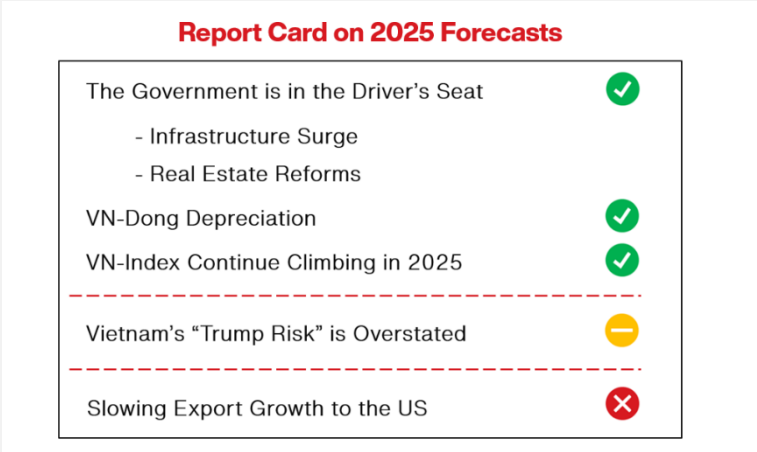 Report Card on 2025 Forecasts
The Government is in the Driver’s Seat
- Infrastructure Surge
- Real Estate Reforms
VN-Dong Depreciation
VN-Index Continue Climbing in 2025
Vietnam’s “Trump Risk” is Overstated
Slowing Export Growth to the US